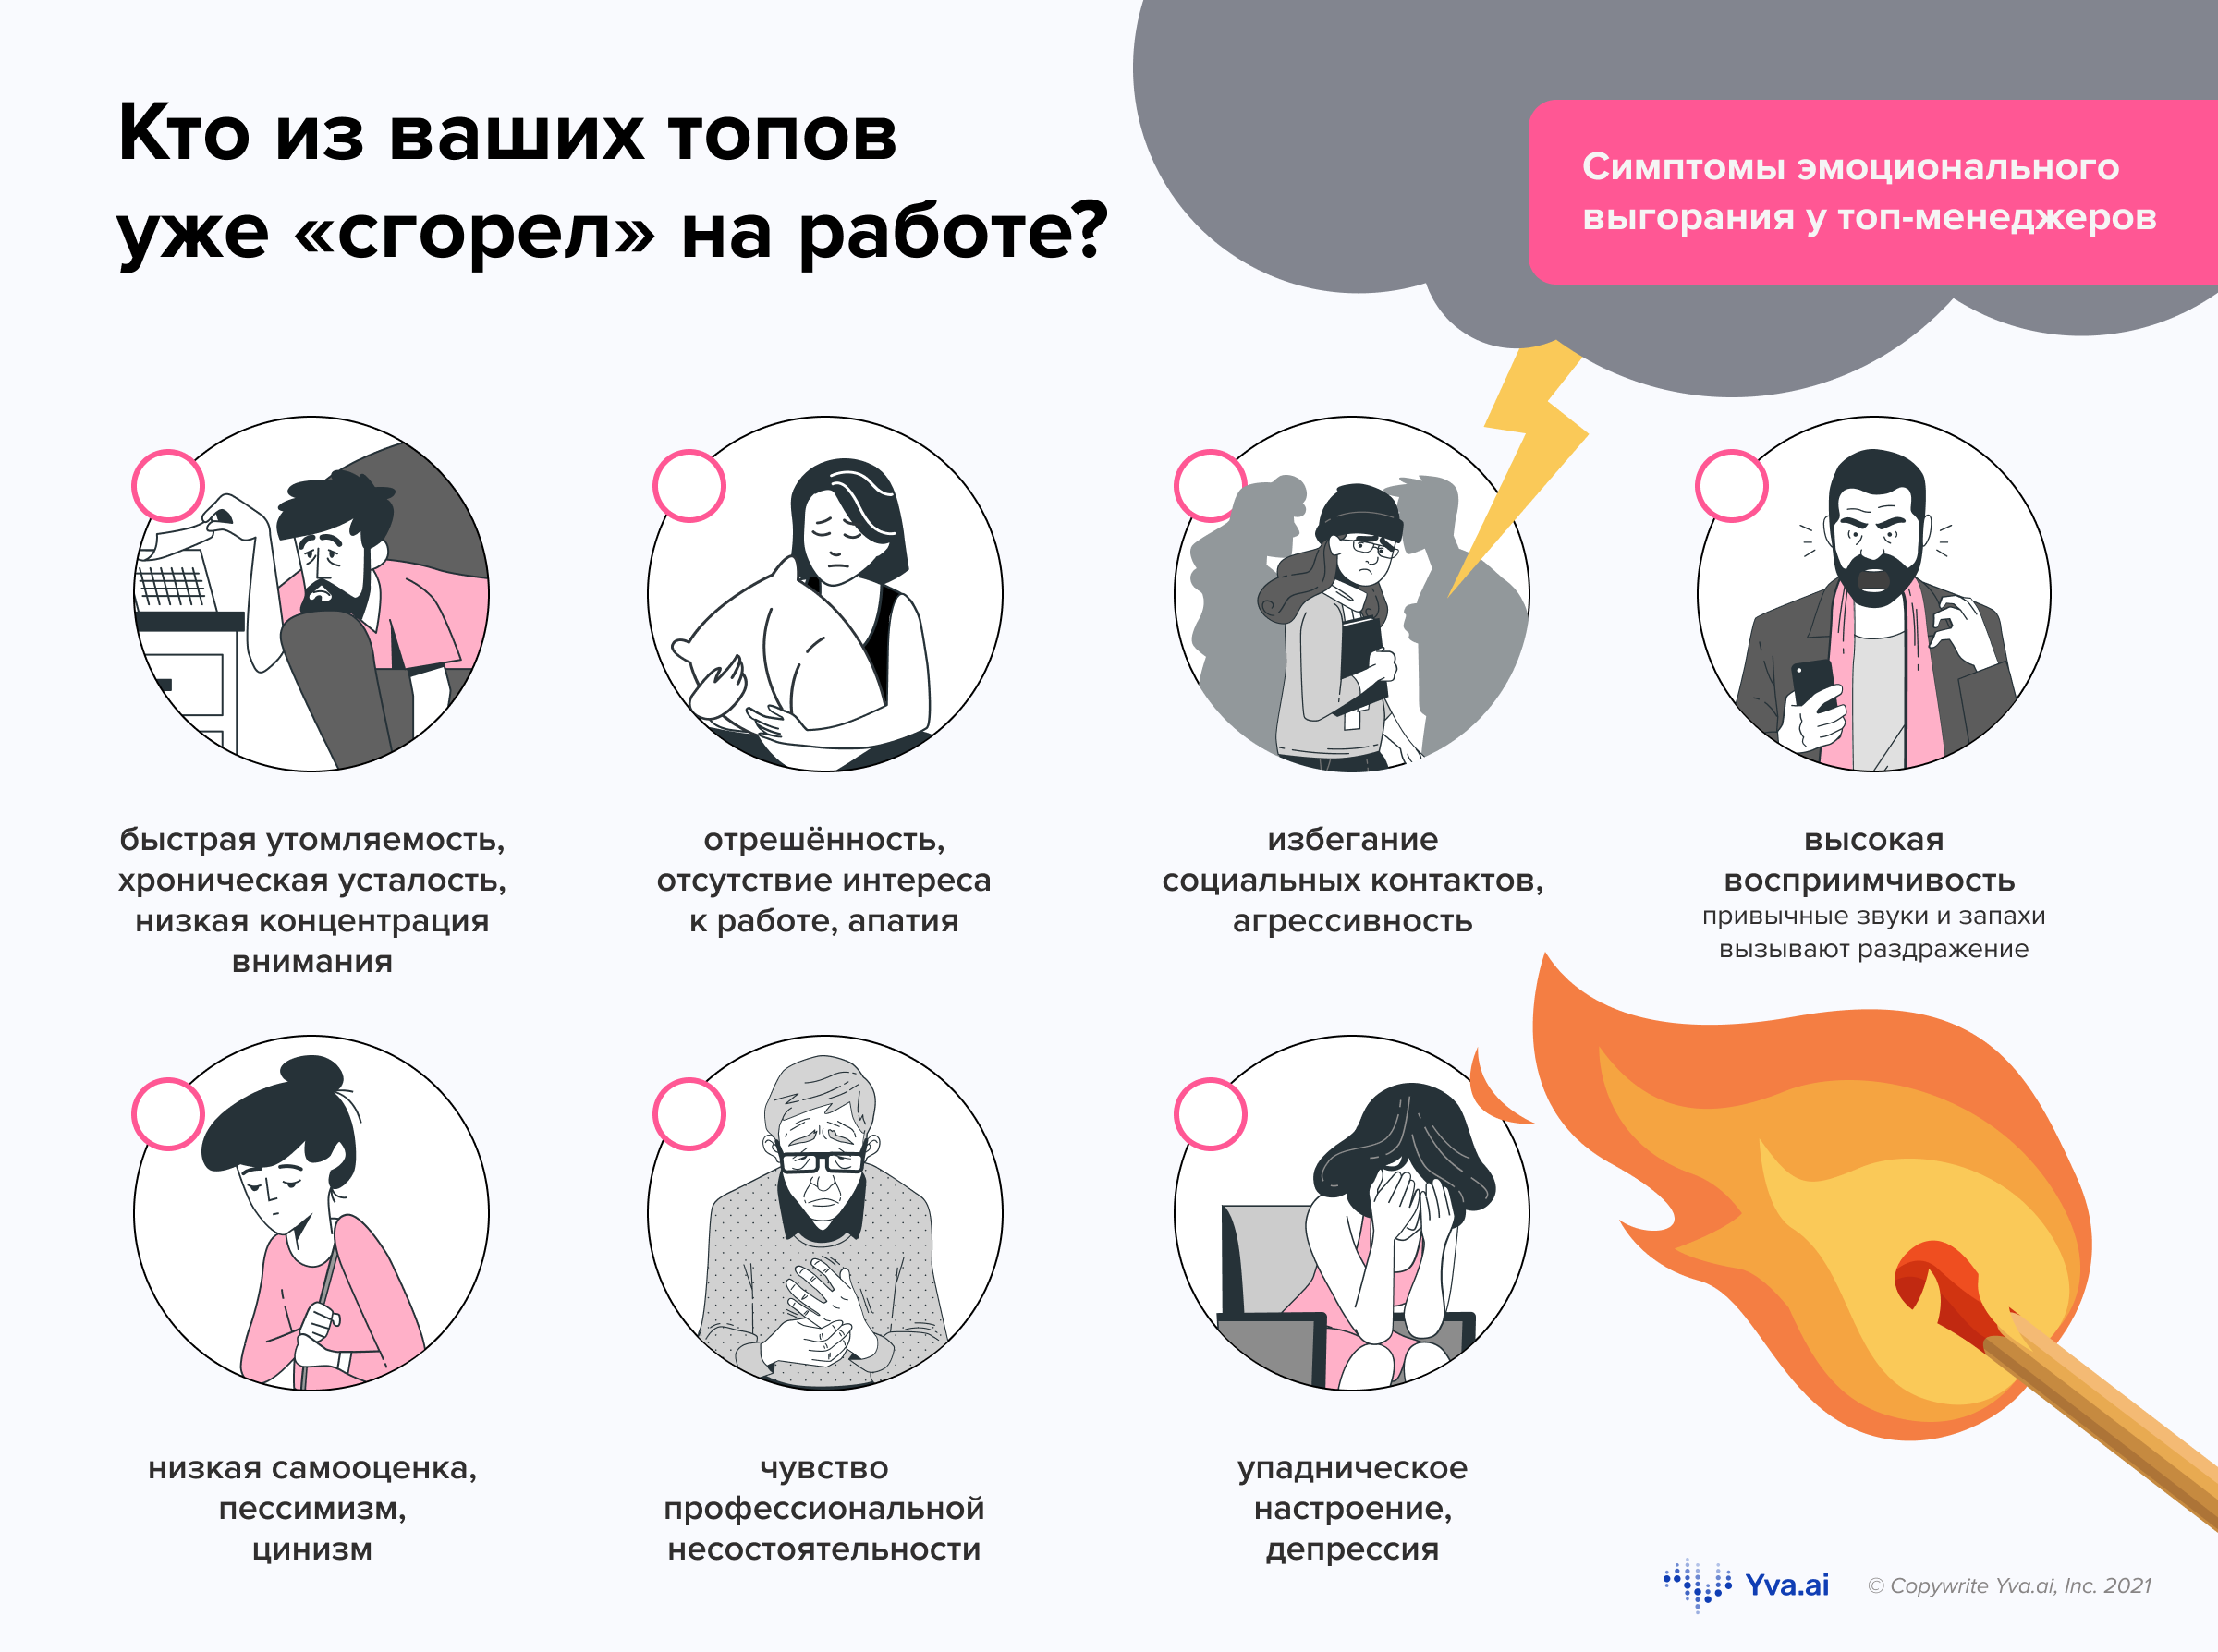 Кто из ваших топов
уже «сгорел» на работе?
Симптомы эмоционального
выгорания у топ-менеджеров
быстрая утомляемость,
хроническая усталость,
низкая концентрация
внимания
отрешённость,
отсутствие интереса
к работе, апатия
избегание
социальных контактов,
агрессивность
высокая
восприимчивость
привычные звуки и запахи
вызывают раздражение
низкая самооценка,
пессимизм,
цинизм
чувство
профессиональной
несостоятельности
упадническое
настроение,
депрессия
Yva.ai
© Copywrite Yva.ai, Inc. 2021